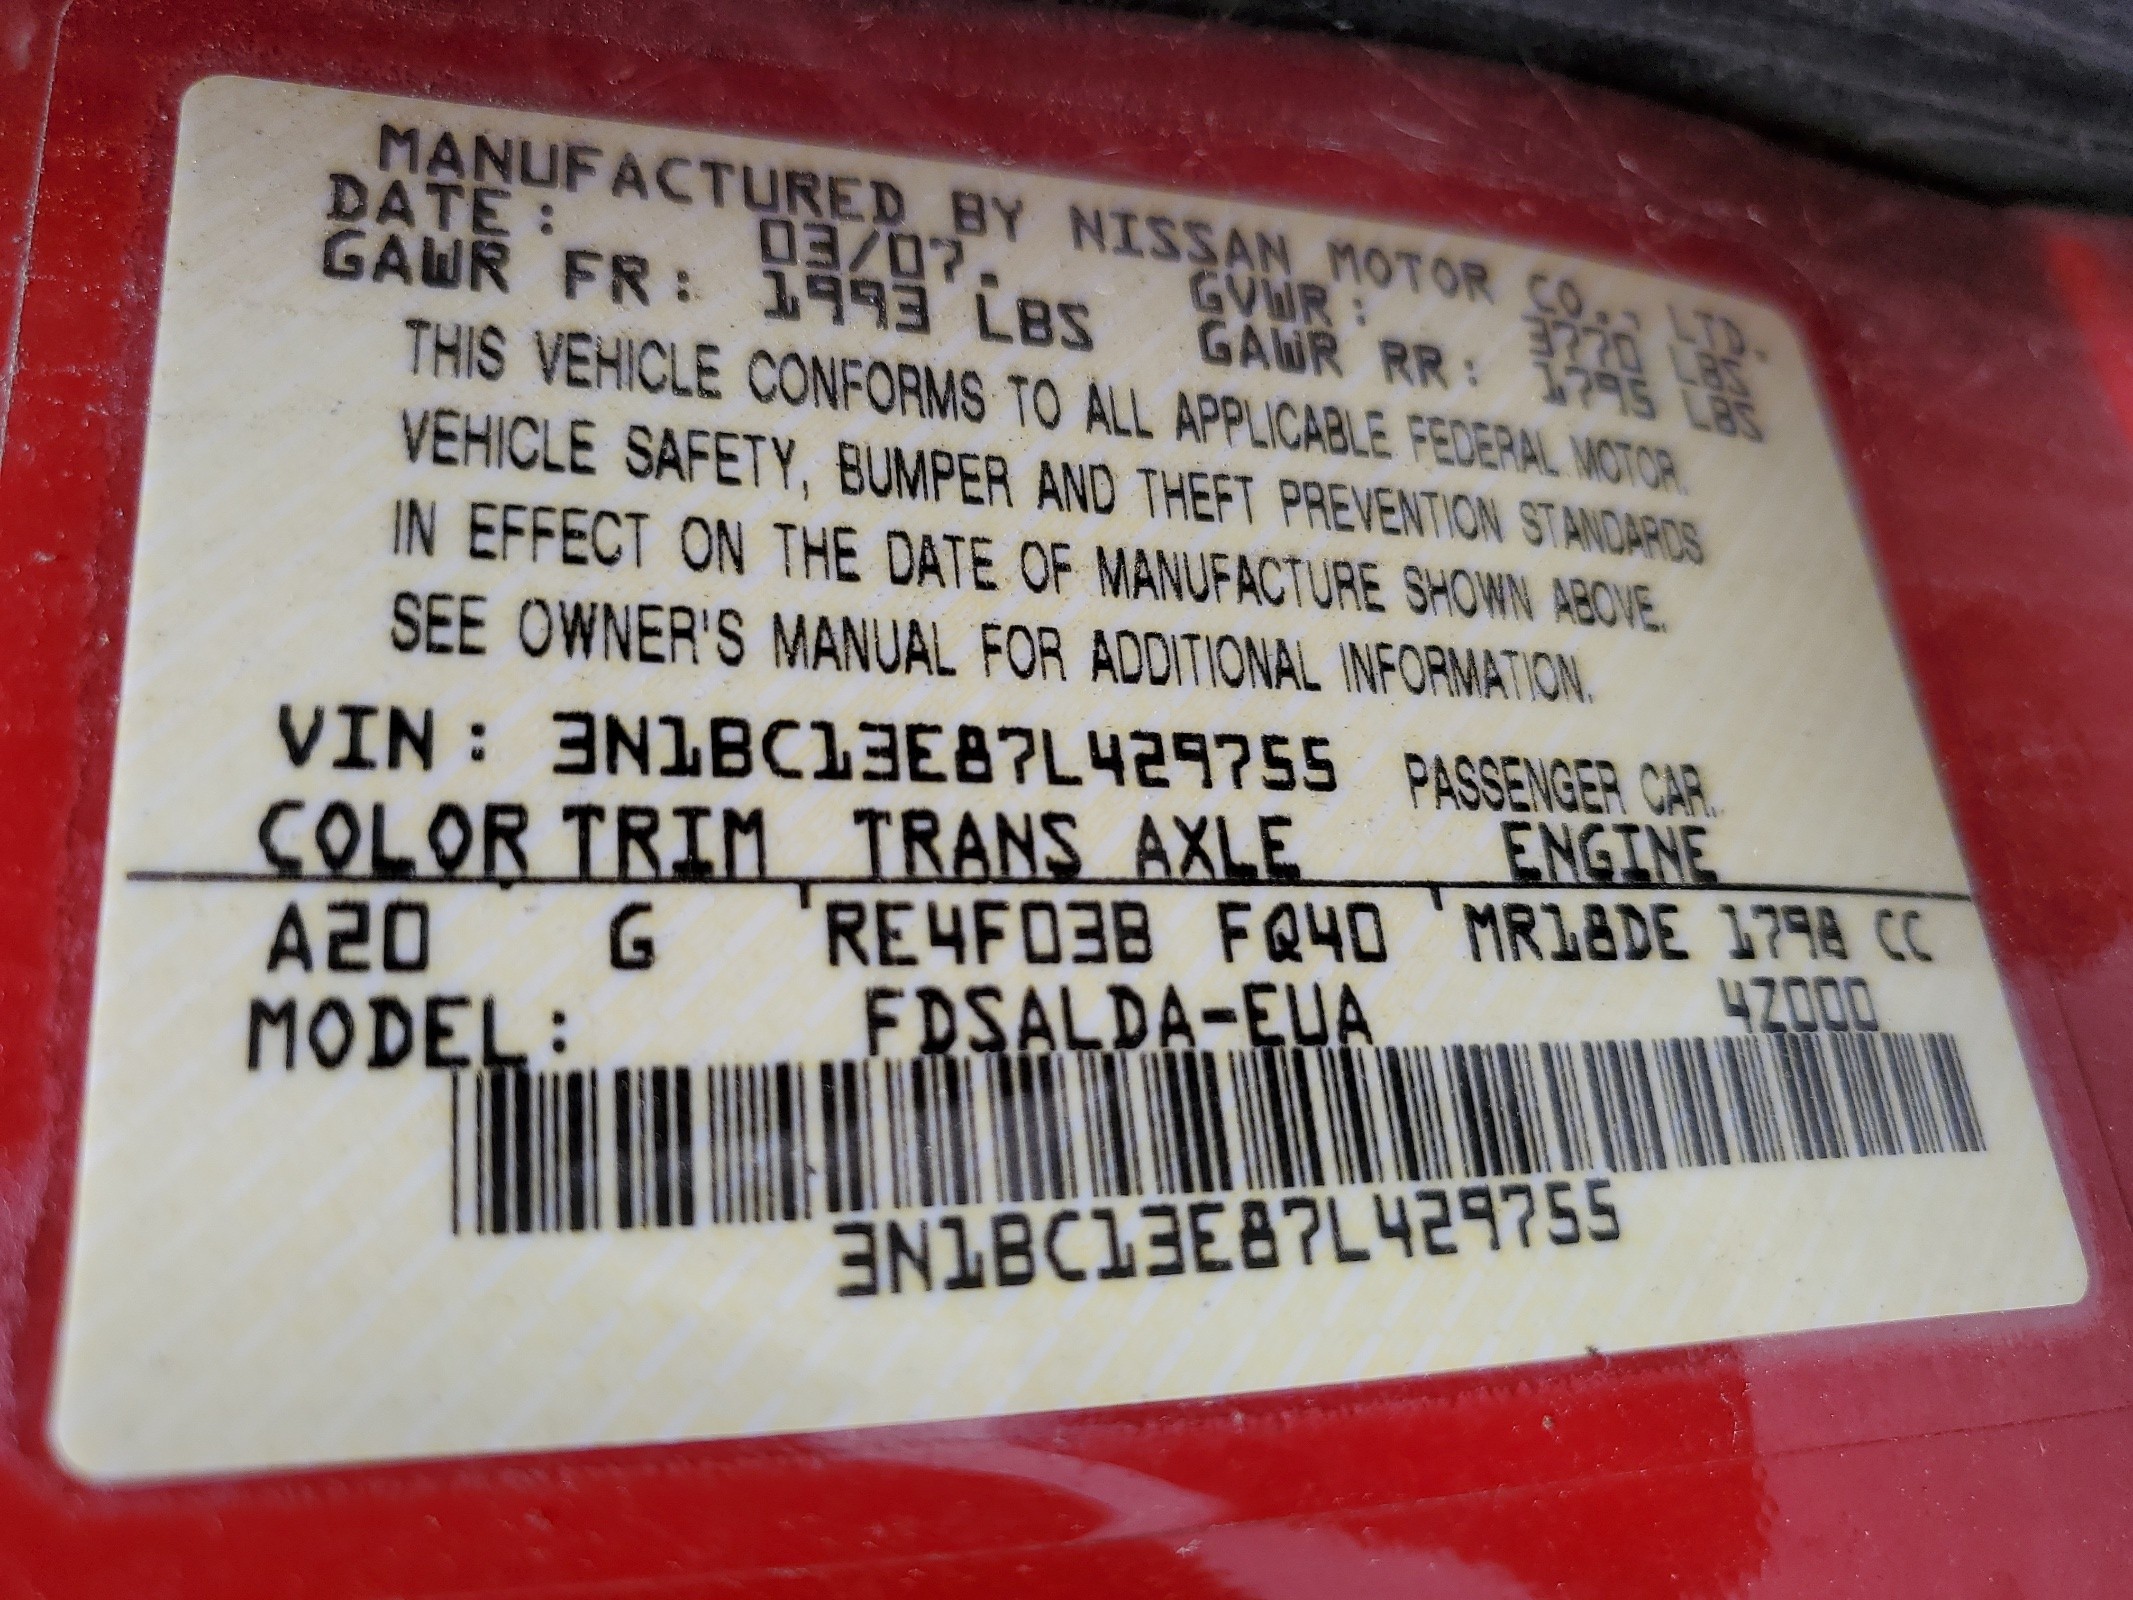 MANUFACTURED BY NISSAN MOTOR CO., LTD.
DATE: 03/07. GVWR: 3770 LBS
GAWR FR: 1993 LBS GAWR RR: 1795 LBS
THIS VEHICLE CONFORMS TO ALL APPLICABLE FEDERAL MOTOR
VEHICLE SAFETY, BUMPER AND THEFT PREVENTION STANDARDS
IN EFFECT ON THE DATE OF MANUFACTURE SHOWN ABOVE.
SEE OWNER'S MANUAL FOR ADDITIONAL INFORMATION.
VIN: 3N1BC13E87L429755 PASSENGER CAR.
COLOR TRIM TRANS AXLE ENGINE
A20 G RE4F03B FQ40 MR18DE 1798 CC
MODEL: FDSALDA-EUA 4Z000
3N1BC13E87L429755